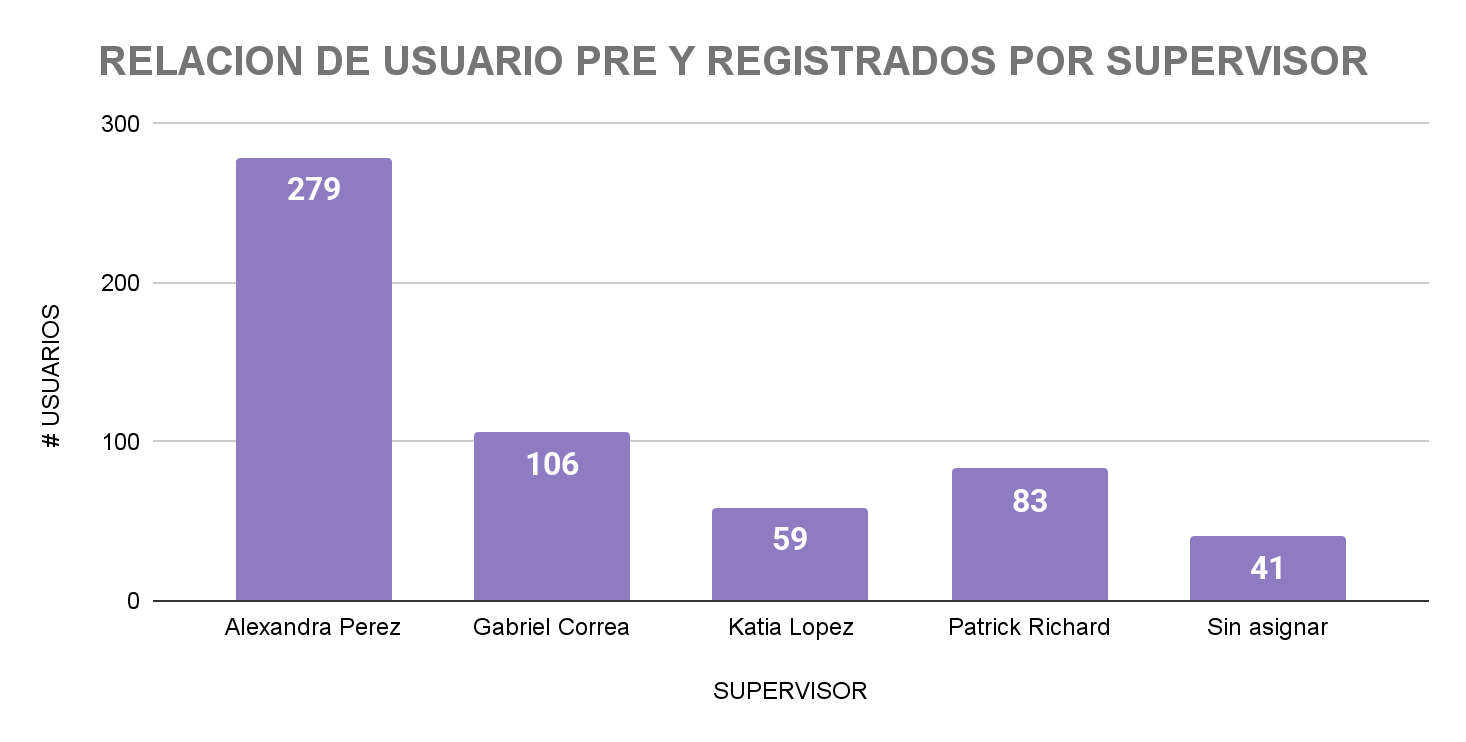 RELACION DE USUARIO PRE Y REGISTRADOS POR SUPERVISOR
300
200
100
0
# USUARIOS
279
106
59
83
41
Alexandra Perez
Gabriel Correa
Katia Lopez
Patrick Richard
Sin asignar
SUPERVISOR